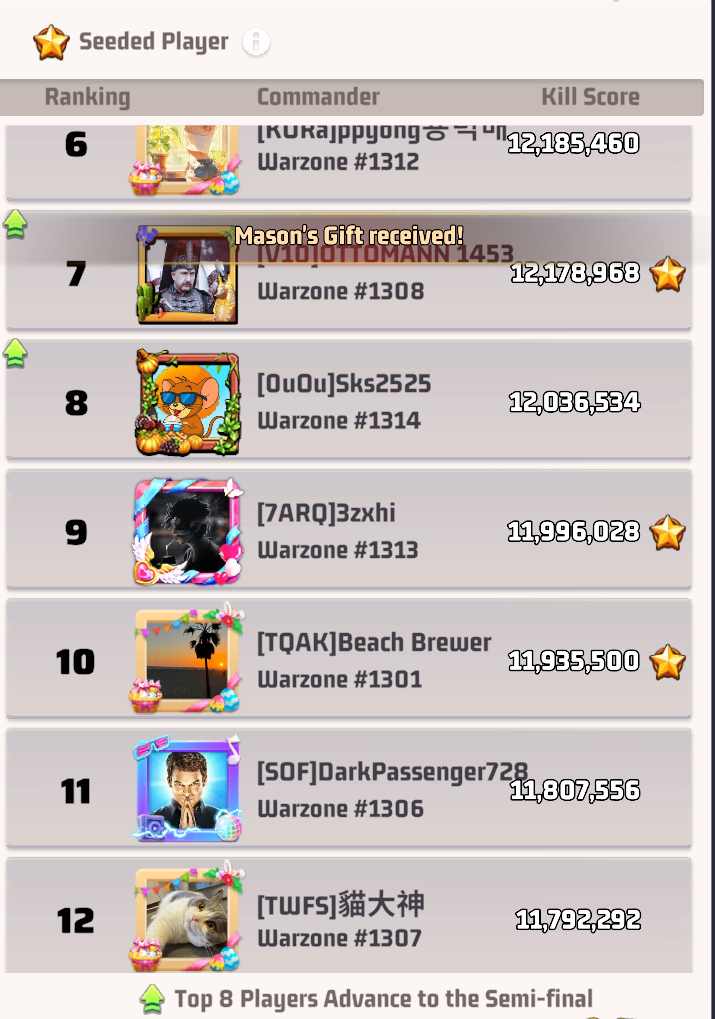 Seeded Player
Ranking Commander Kill Score
6
12,185,460
Warzone #1312
Mason's Gift received!
7
[V10]OTTOMANN 1453
12,178,968
Warzone #1308
8
[OuOu]Sks2525
12,036,534
Warzone #1314
9
[7ARQ]3zxhi
11,996,028
Warzone #1313
10
[TQAK]Beach Brewer
11,935,500
Warzone #1301
11
[SOF]DarkPassenger728
11,807,556
Warzone #1306
12
[TWFS]貓大神
11,792,292
Warzone #1307
Top 8 Players Advance to the Semi-final